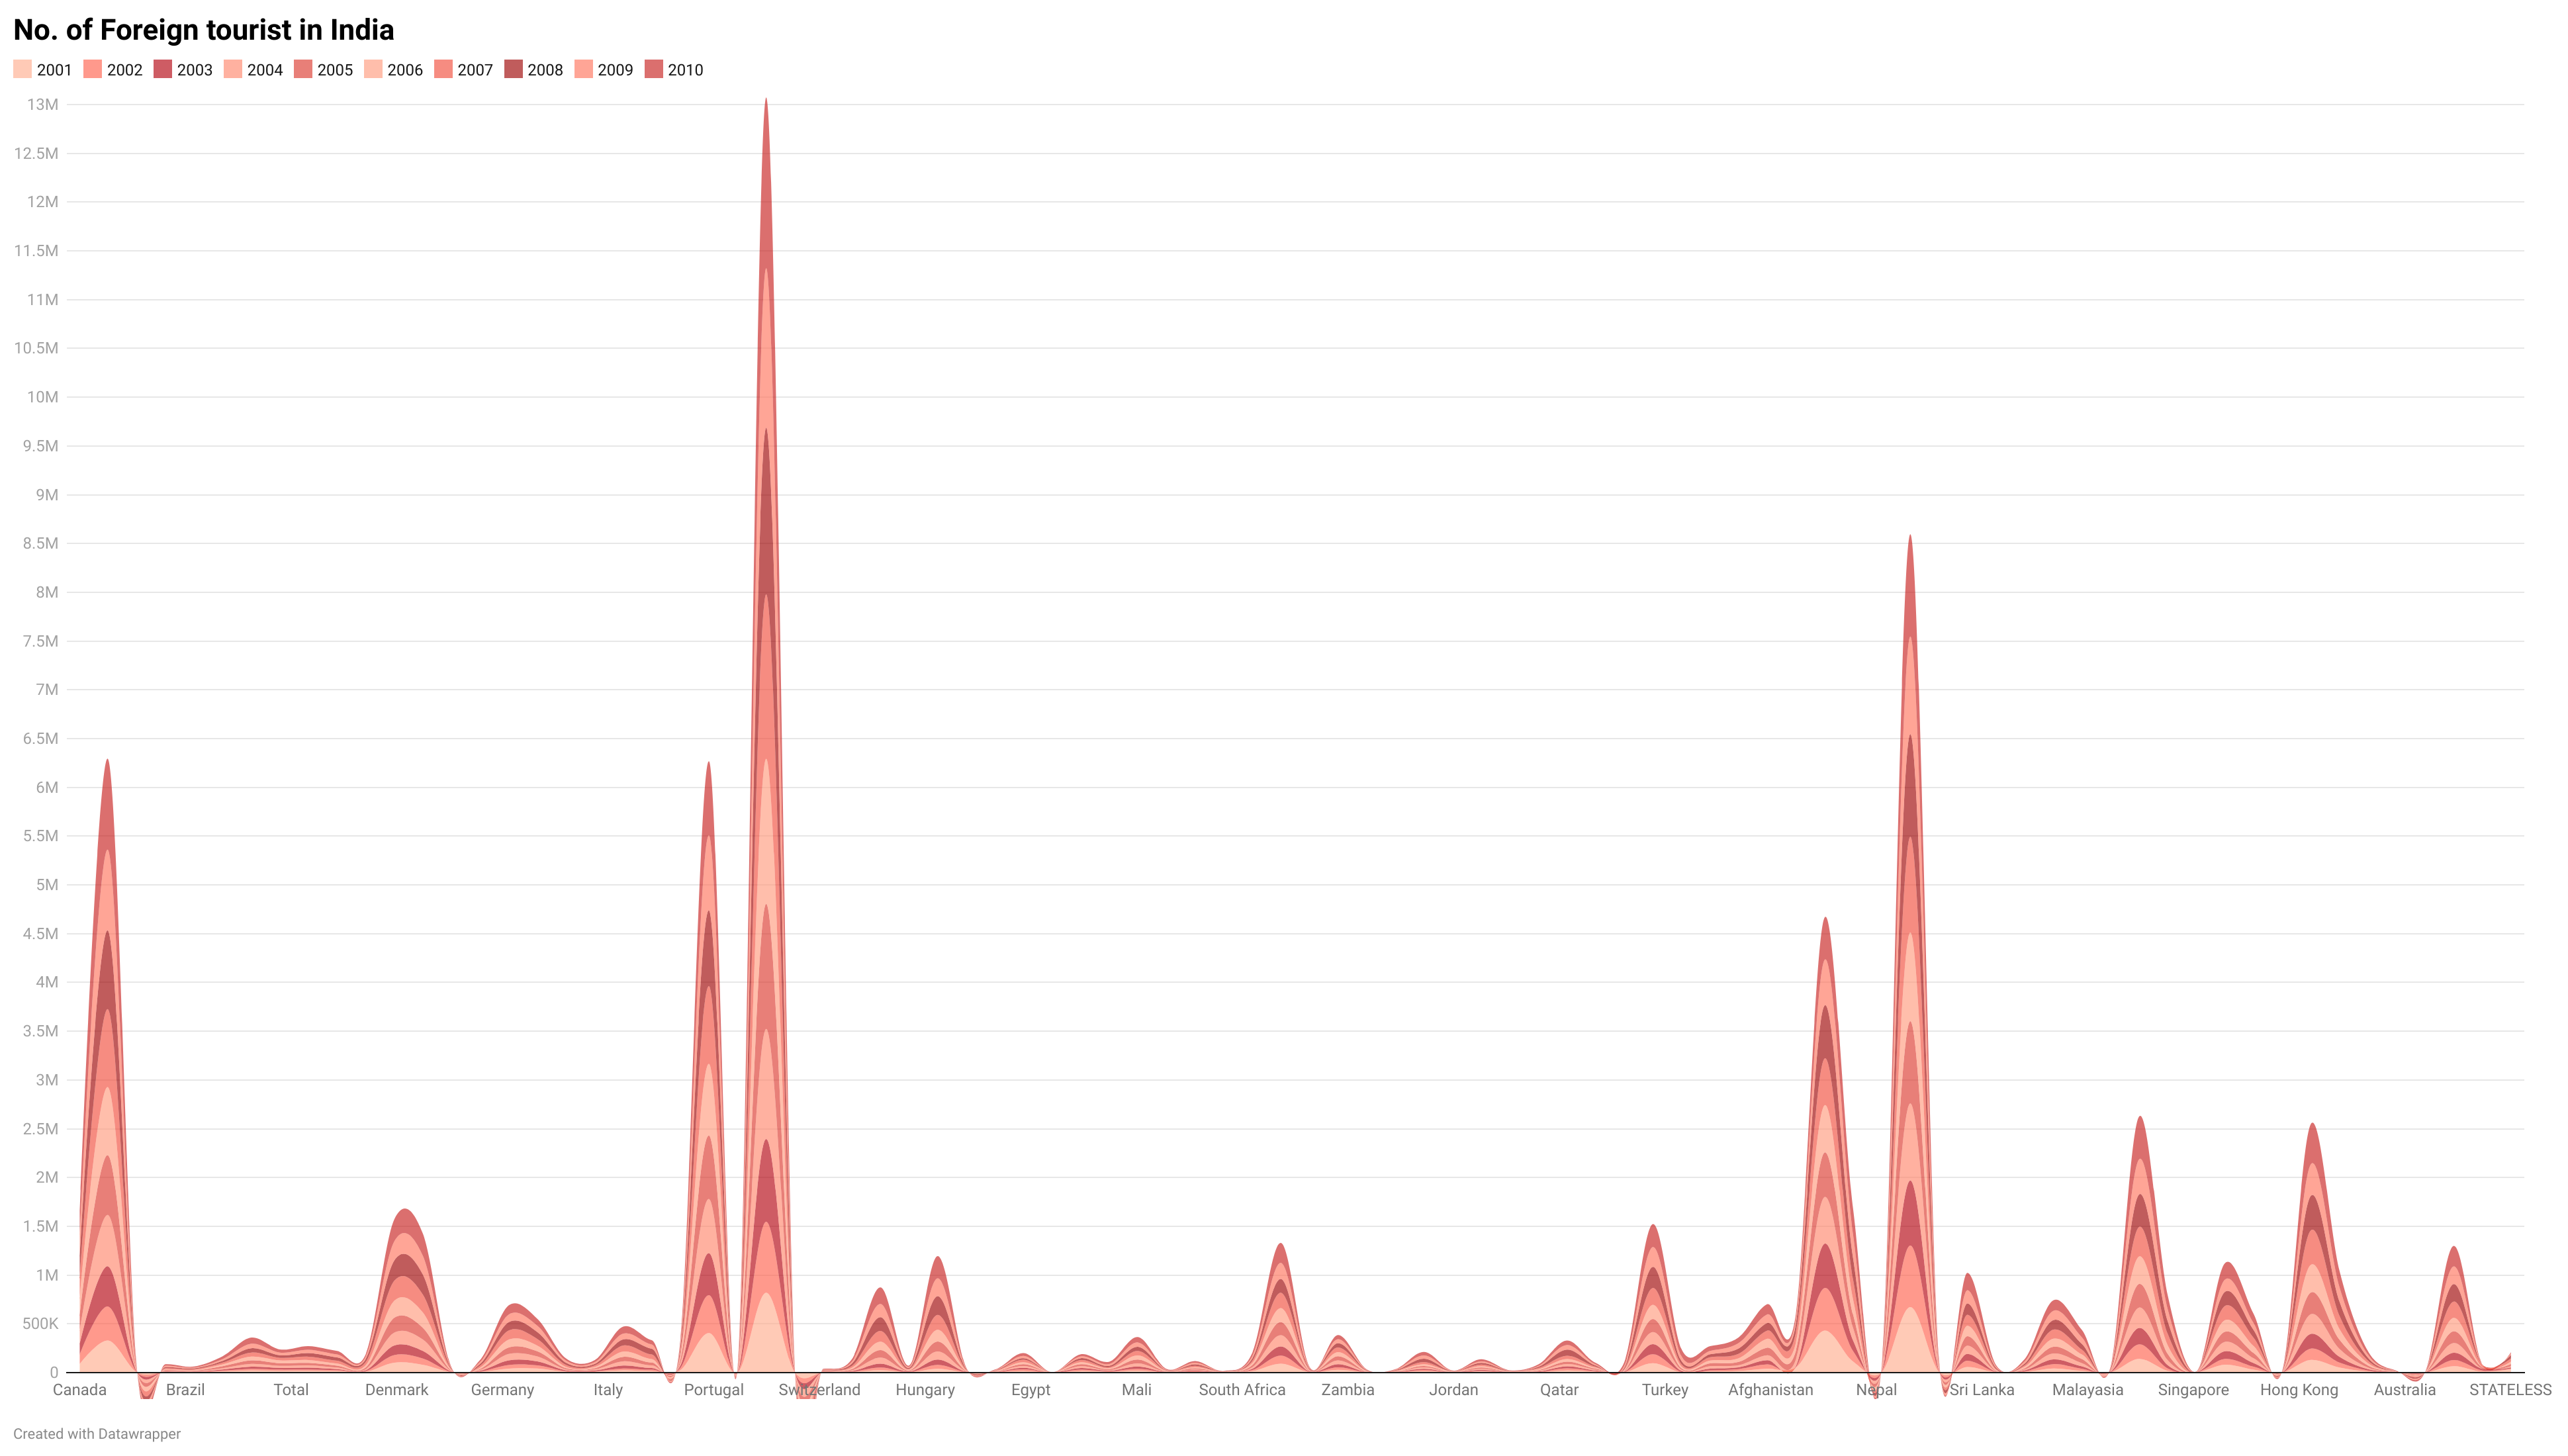 No. of Foreign tourist in India
2001 2002 2003 2004 2005 2006 2007 2008 2009 2010
13M
12.5M
12M
11.5M
11M
10.5M
10M
9.5M
9M
8.5M
8M
7.5M
7M
6.5M
6M
5.5M
5M
4.5M
4M
3.5M
3M
2.5M
2M
1.5M
1M
500K
0
Canada Brazil Total Denmark Germany Italy Portugal Switzerland Hungary Egypt Mali South Africa Zambia Jordan Qatar Turkey Afghanistan Nepal Sri Lanka Malayasia Singapore Hong Kong Australia STATELESS
Created with Datawrapper